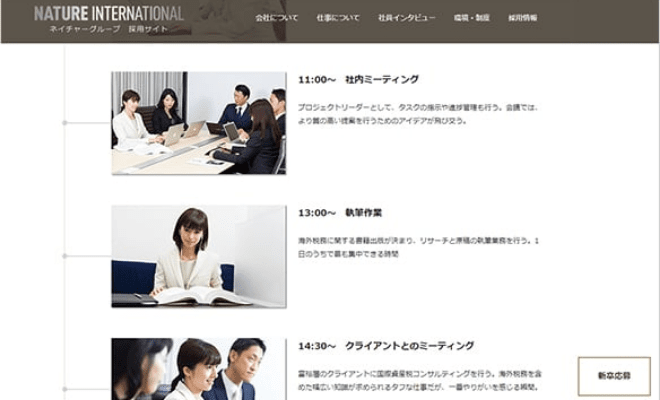 NATURE INTERNATIONAL
ネイチャーグループ 採用サイト
会社について 仕事について 社員インタビュー 環境・制度 採用情報
11:00～ 社内ミーティング
プロジェクトリーダーとして、タスクの指示や進捗管理も行う。会議では、
より質の高い提案を行うためのアイデアが飛び交う。
13:00～ 執筆作業
海外税務に関する書籍出版が決まり、リサーチと原稿の執筆業務を行う。1
日のうちで最も集中できる時間
14:30～ クライアントとのミーティング
富裕層のクライアントに国際資産税コンサルティングを行う。海外税務を含
めた幅広い知識が求められるタフな仕事だが、一番やりがいを感じる瞬間。
新卒応募